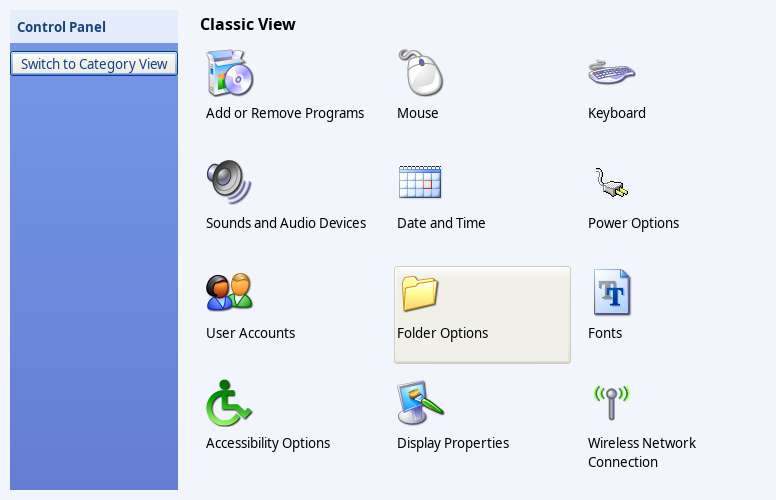 Control Panel
Switch to Category View
Classic View
Add or Remove Programs
Mouse
Keyboard
Sounds and Audio Devices
Date and Time
Power Options
User Accounts
Folder Options
Fonts
Accessibility Options
Display Properties
Wireless Network
Connection